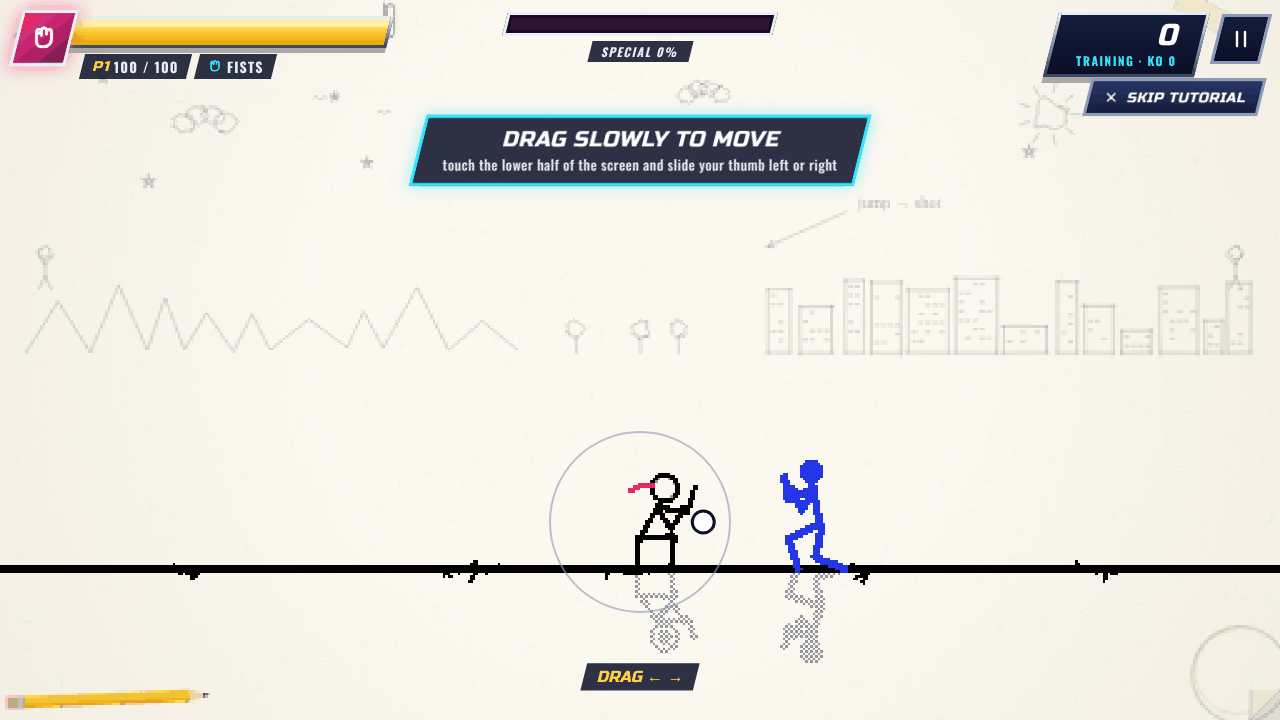 P1 100 / 100
FISTS
SPECIAL 0%
0
TRAINING · KO 0
✕ SKIP TUTORIAL
DRAG SLOWLY TO MOVE
touch the lower half of the screen and slide your thumb left or right
jump → shot
DRAG ← →